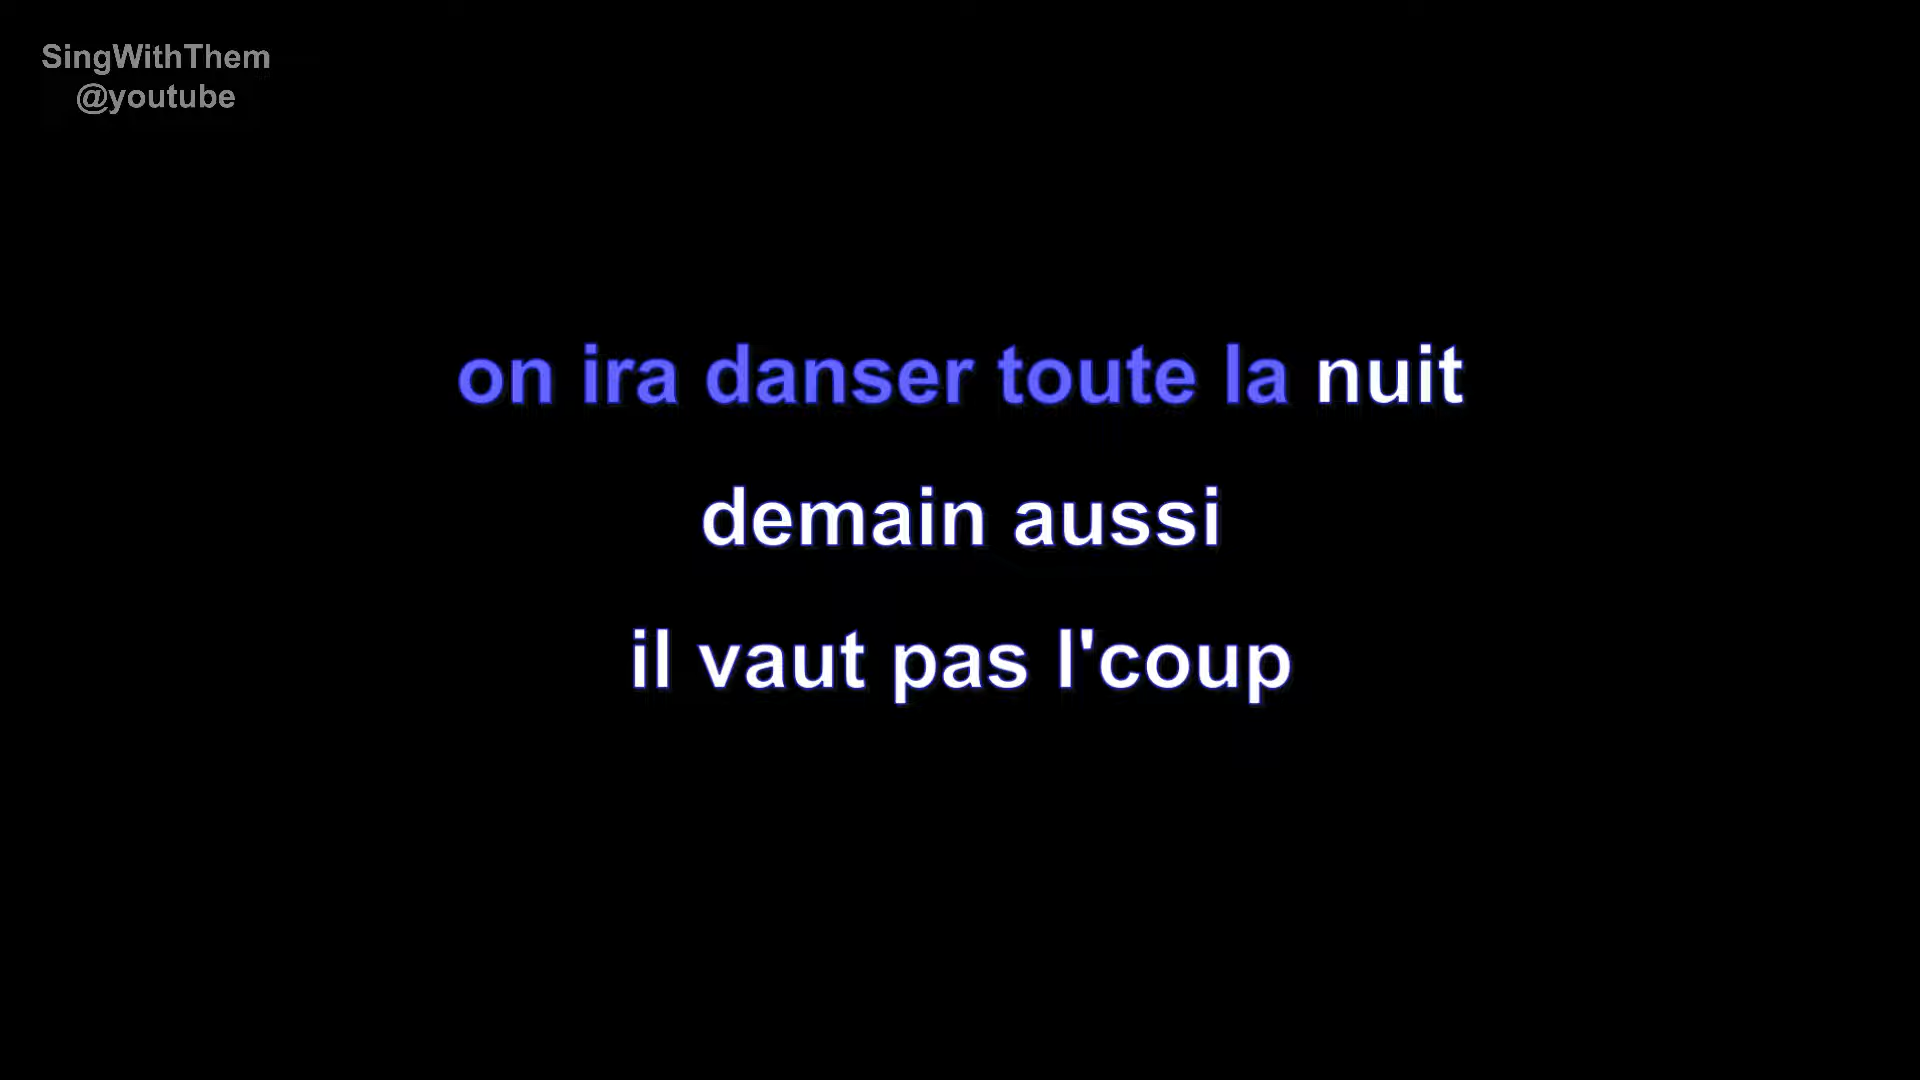 SingWithThem
@youtube
on ira danser toute la nuit
demain aussi
il vaut pas l'coup